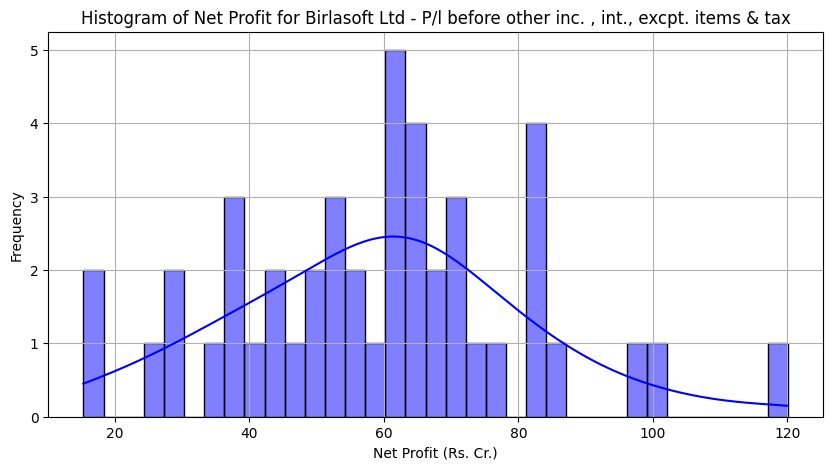 Histogram of Net Profit for Birlasoft Ltd - P/l before other inc. , int., excpt. items & tax
5
4
3
2
1
0
Frequency
20 40 60 80 100 120
Net Profit (Rs. Cr.)